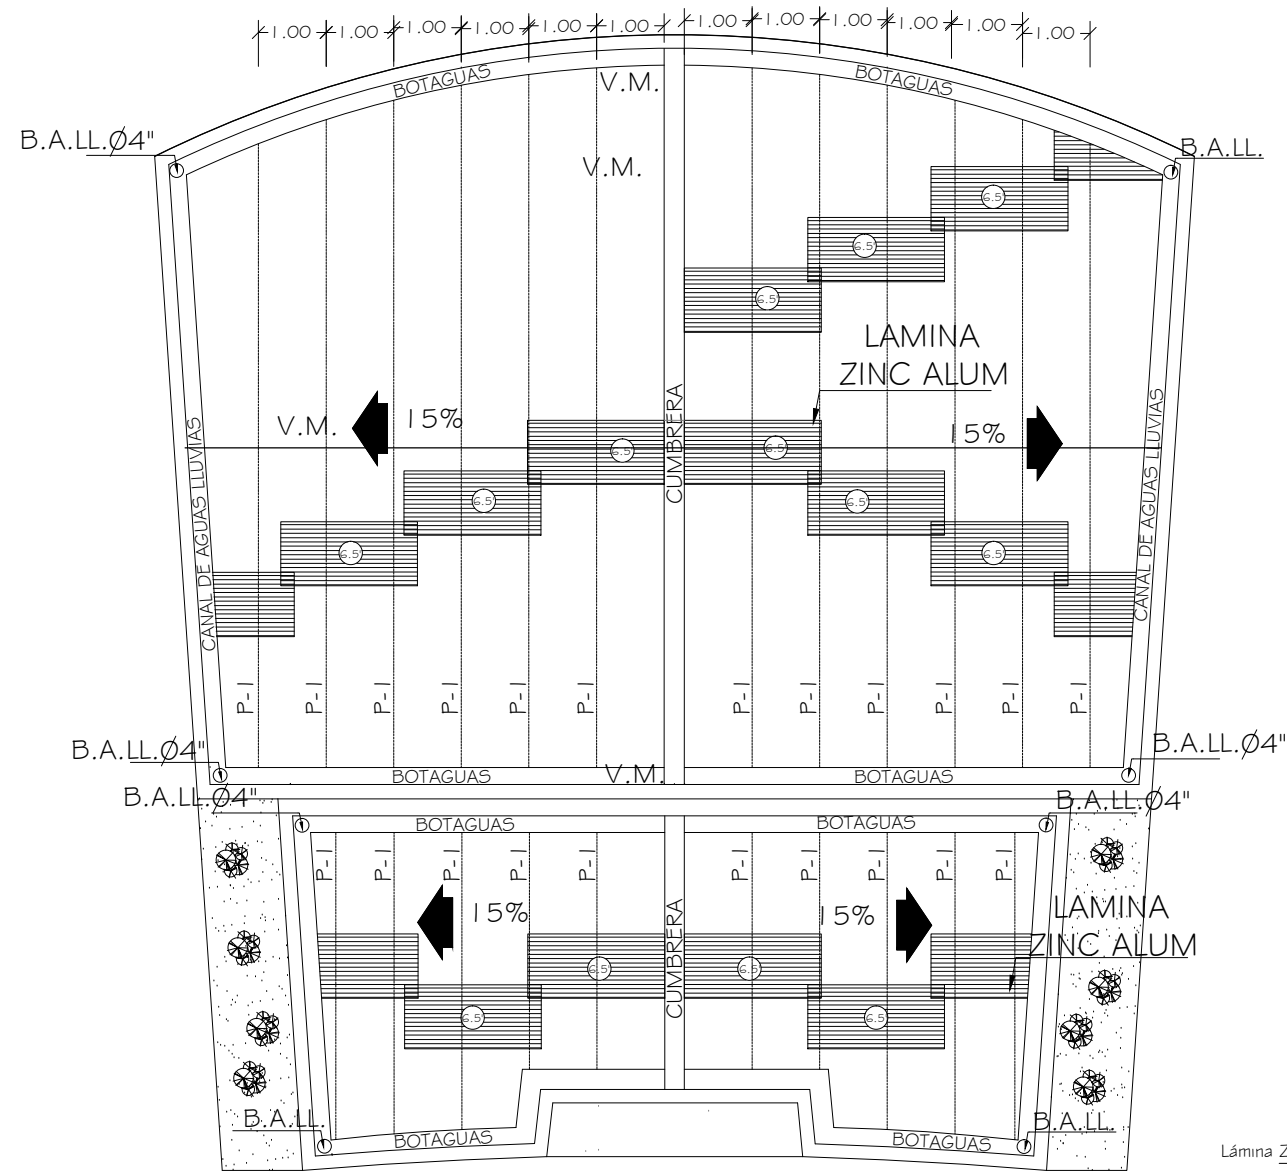 1.00 1.00 1.00 1.00 1.00 1.00 1.00 1.00 1.00 1.00 1.00 1.00
BOTAGUAS
V.M.
BOTAGUAS
B.A.LL.Ø4"
B.A.LL.
V.M.
6.5'
6.5'
6.5'
LAMINA
ZINC ALUM
V.M.
15%
CUMBRERA
15%
6.5'
6.5'
6.5'
6.5'
6.5'
6.5'
CANAL DE AGUAS LLUVIAS
CANAL DE AGUAS LLUVIAS
P-1 P-1 P-1 P-1 P-1 P-1 P-1 P-1 P-1 P-1 P-1 P-1
B.A.LL.Ø4"
B.A.LL.Ø4"
BOTAGUAS
V.M.
BOTAGUAS
B.A.LL.Ø4"
B.A.LL.Ø4"
BOTAGUAS
BOTAGUAS
P-1 P-1 P-1 P-1 P-1 P-1 P-1 P-1 P-1 P-1
15%
CUMBRERA
15%
LAMINA
ZINC ALUM
6.5'
6.5'
6.5'
6.5'
B.A.LL.
B.A.LL.
BOTAGUAS
BOTAGUAS
Lámina